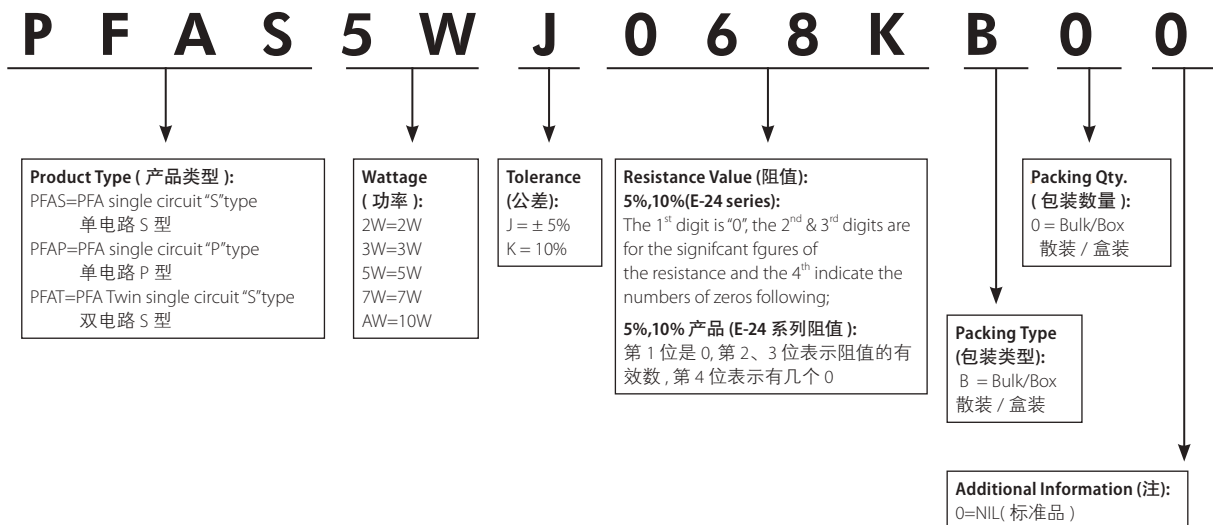 P F A S 5 W J 0 6 8 K B 0 0
Product Type ( 产品类型 ):
PFAS=PFA single circuit “S”type
单电路 S 型
PFAP=PFA single circuit “P”type
单电路 P 型
PFAT=PFA Twin single circuit “S”type
双电路 S 型
Wattage
( 功率 ):
2W=2W
3W=3W
5W=5W
7W=7W
AW=10W
Tolerance
(公差):
J = ± 5%
K = 10%
Resistance Value (阻值):
5%,10%(E-24 series):
The 1st digit is “0”, the 2nd & 3rd digits are
for the signifcant fgures of
the resistance and the 4th indicate the
numbers of zeros following;
5%,10% 产品 (E-24 系列阻值 ):
第 1 位是 0, 第 2、3 位表示阻值的有
效数 , 第 4 位表示有几个 0
Packing Type
(包装类型):
B = Bulk/Box
散装 / 盒装
Packing Qty.
( 包装数量 ):
0 = Bulk/Box
散装 / 盒装
Additional Information (注):
0=NIL( 标准品 )